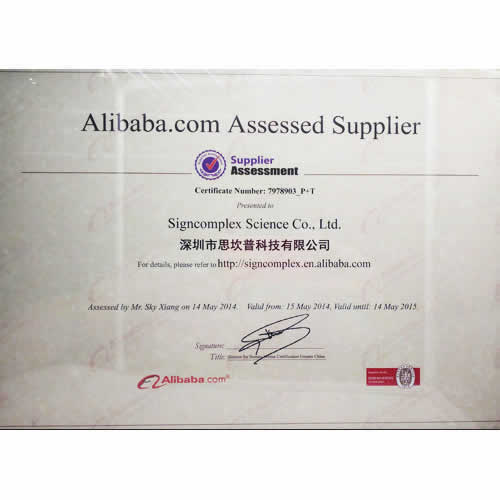 Alibaba.com Assessed Supplier
Supplier
Assessment
Certificate Number: 7978903_P+T
Presented to
Signcomplex Science Co., Ltd.
深圳市思坎普科技有限公司
For details, please refer to http://signcomplex.en.alibaba.com
Assessed by Mr. Sky Xiang on 14 May 2014. Valid from: 15 May 2014, Valid until: 14 May 2015.
Signature:
Title:
Alibaba.com®